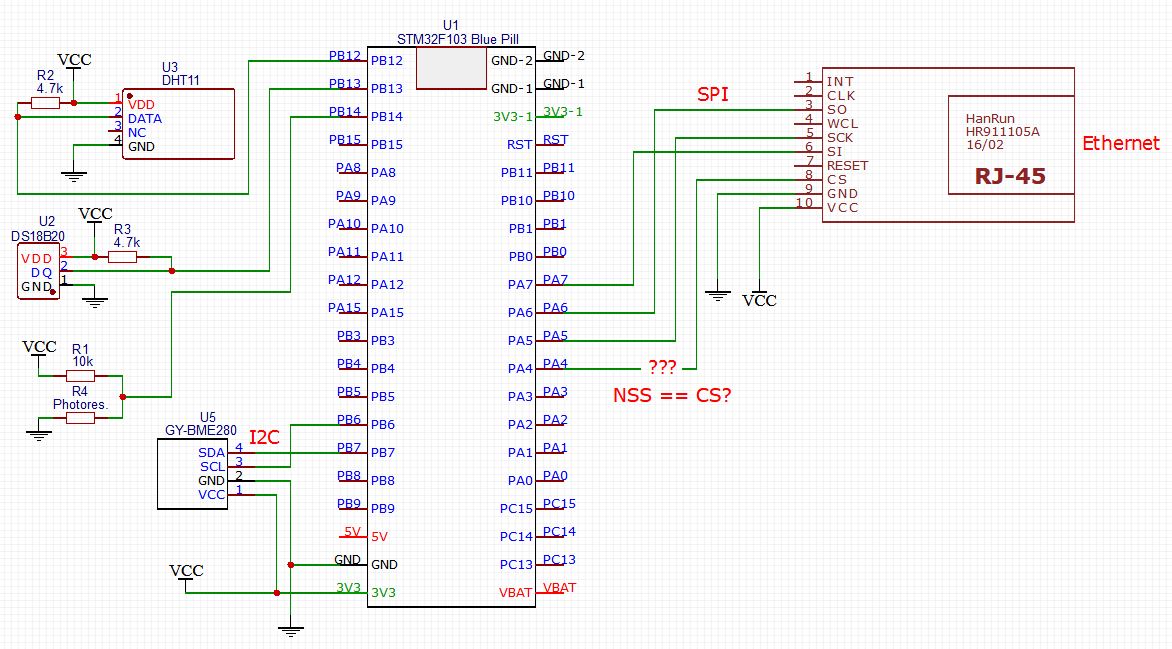 U1
STM32F103 Blue Pill
PB12 PB12 GND-2 GND-2
PB13 PB13 GND-1 GND-1
PB14 PB14 3V3-1 3V3-1
PB15 PB15 RST RST
PA8 PA8 PB11 PB11
PA9 PA9 PB10 PB10
PA10 PA10 PB1 PB1
PA11 PA11 PB0 PB0
PA12 PA12 PA7 PA7
PA15 PA15 PA6 PA6
PB3 PB3 PA5 PA5
PB4 PB4 PA4 PA4
PB5 PB5 PA3 PA3
PB6 PB6 PA2 PA2
PB7 PB7 PA1 PA1
PB8 PB8 PA0 PA0
PB9 PB9 PC15 PC15
5V 5V PC14 PC14
GND GND PC13 PC13
3V3 3V3 VBAT VBAT
VCC
R2
4.7k
U3
DHT11
1 VDD
2 DATA
3 NC
4 GND
VCC
U2
DS18B20
R3
4.7k
VDD 3
DQ 2
GND 1
VCC
R1
10k
R4
Photores.
U5
GY-BME280
I2C
SDA 4
SCL 3
GND 2
VCC 1
VCC
SPI
???
NSS == CS?
1 INT
2 CLK
3 SO
4 WCL
5 SCK
6 SI
7 RESET
8 CS
9 GND
10 VCC
HanRun
HR911105A
16/02
RJ-45
Ethernet
VCC